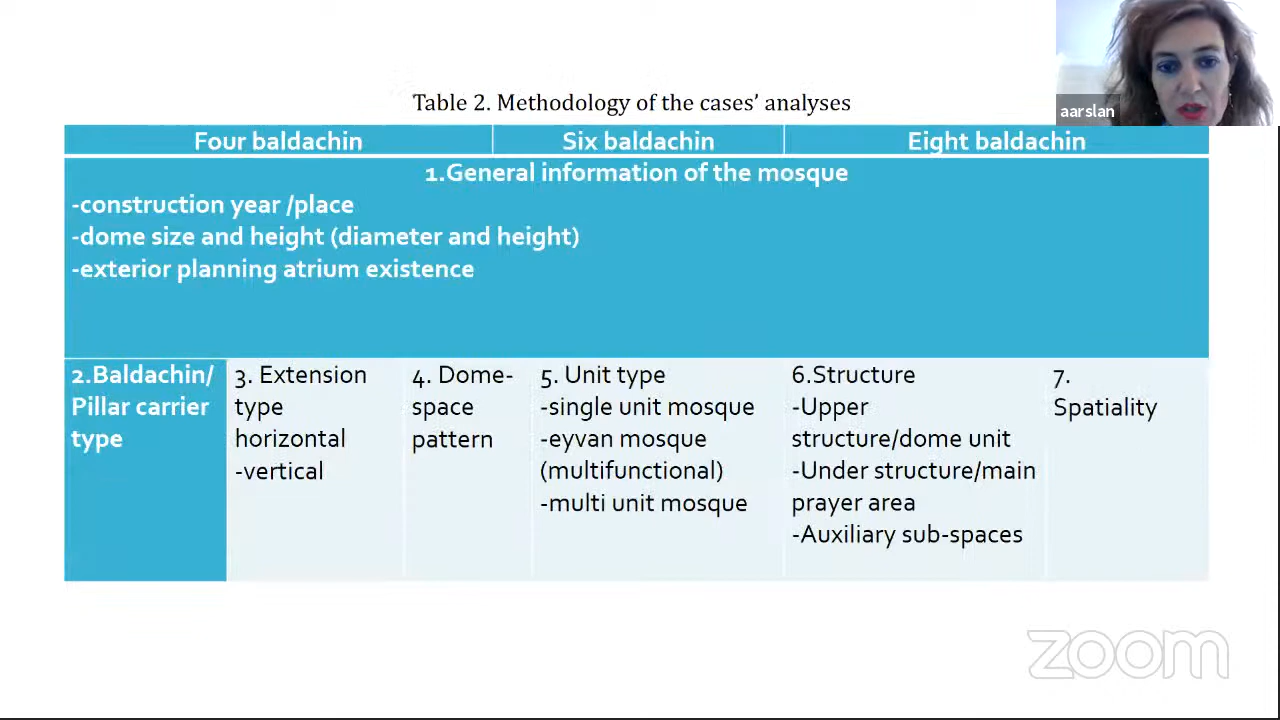 aarslan
Table 2. Methodology of the cases' analyses
Four baldachin
Six baldachin
Eight baldachin
1.General information of the mosque
-construction year /place
-dome size and height (diameter and height)
-exterior planning atrium existence
2.Baldachin/
Pillar carrier
type
3. Extension
type
horizontal
-vertical
4. Dome-
space
pattern
5. Unit type
-single unit mosque
-eyvan mosque
(multifunctional)
-multi unit mosque
6.Structure
-Upper
structure/dome unit
-Under structure/main
prayer area
-Auxiliary sub-spaces
7.
Spatiality
zoom